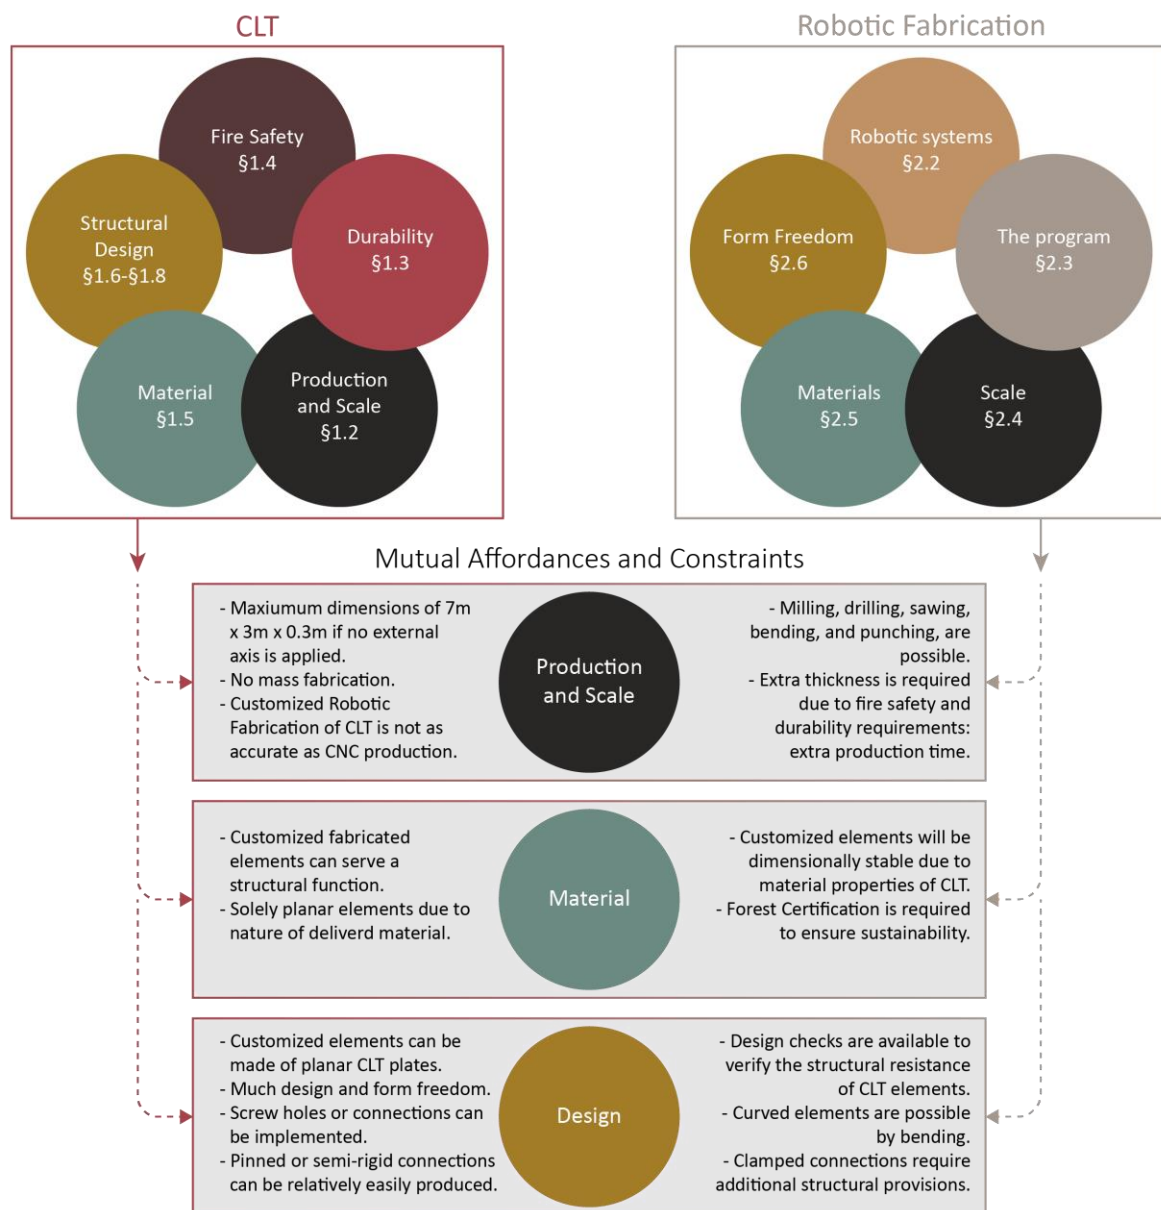 CLT
Robotic Fabrication
Fire Safety
§1.4
Structural
Design
§1.6-§1.8
Durability
§1.3
Material
§1.5
Production
and Scale
§1.2
Robotic systems
§2.2
Form Freedom
§2.6
The program
§2.3
Materials
§2.5
Scale
§2.4
Mutual Affordances and Constraints
- Maxiumum dimensions of 7m
x 3m x 0.3m if no external
axis is applied.
- No mass fabrication.
- Customized Robotic
Fabrication of CLT is not as
accurate as CNC production.
Production
and Scale
- Milling, drilling, sawing,
bending, and punching, are
possible.
- Extra thickness is required
due to fire safety and
durability requirements:
extra production time.
- Customized fabricated
elements can serve a
structural function.
- Solely planar elements due to
nature of deliverd material.
Material
- Customized elements will be
dimensionally stable due to
material properties of CLT.
- Forest Certification is required
to ensure sustainability.
- Customized elements can be
made of planar CLT plates.
- Much design and form freedom.
- Screw holes or connections can
be implemented.
- Pinned or semi-rigid connections
can be relatively easily produced.
Design
- Design checks are available to
verify the structural resistance
of CLT elements.
- Curved elements are possible
by bending.
- Clamped connections require
additional structural provisions.